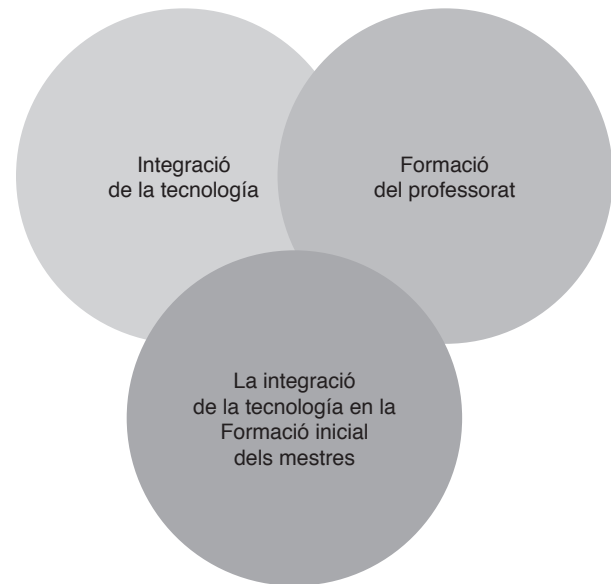 Integració
de la tecnología
Formació
del professorat
La integració
de la tecnología en la
Formació inicial
dels mestres